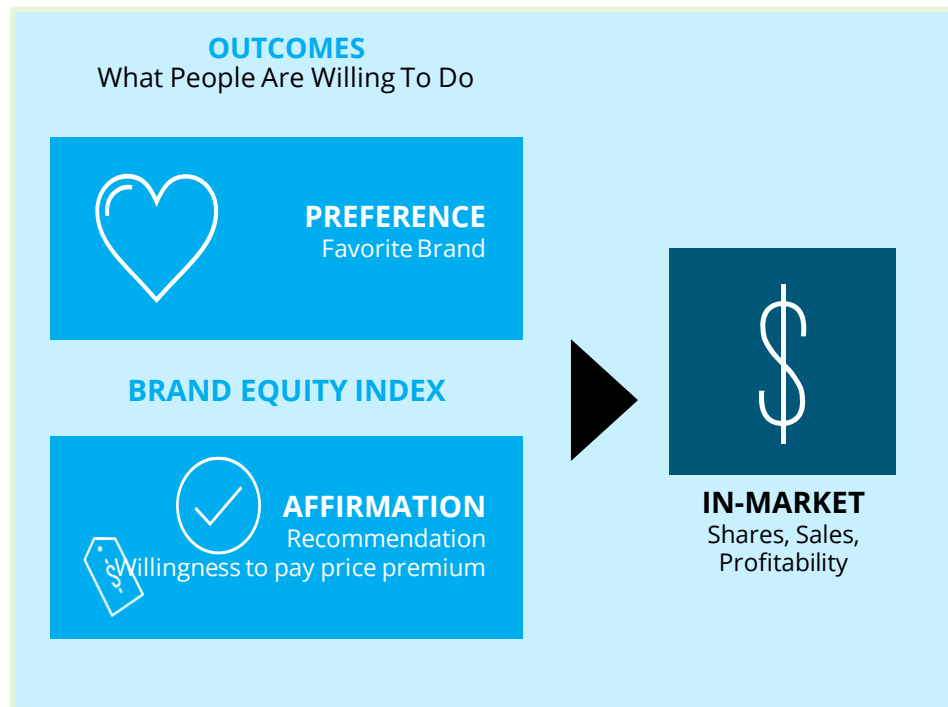 OUTCOMES
What People Are Willing To Do
PREFERENCE
Favorite Brand
BRAND EQUITY INDEX
AFFIRMATION
Recommendation
Willingness to pay price premium
$
$
IN-MARKET
Shares, Sales,
Profitability